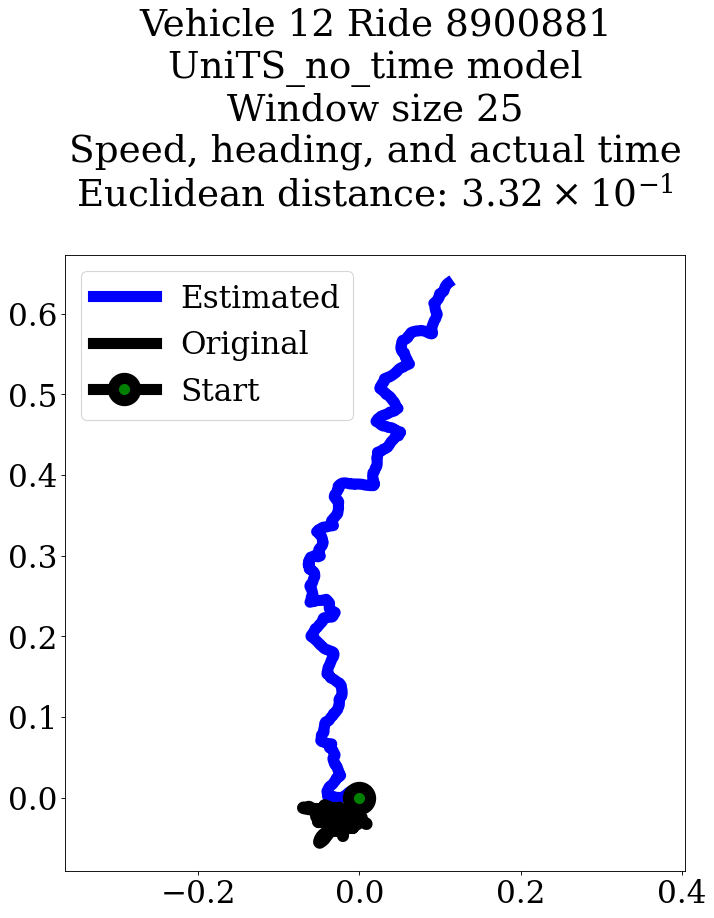 Vehicle 12 Ride 8900881
UniTS_no_time model
Window size 25
Speed, heading, and actual time
Euclidean distance: 3.32 × 10⁻¹
Estimated
Original
Start
0.6
0.5
0.4
0.3
0.2
0.1
0.0
−0.2 0.0 0.2 0.4